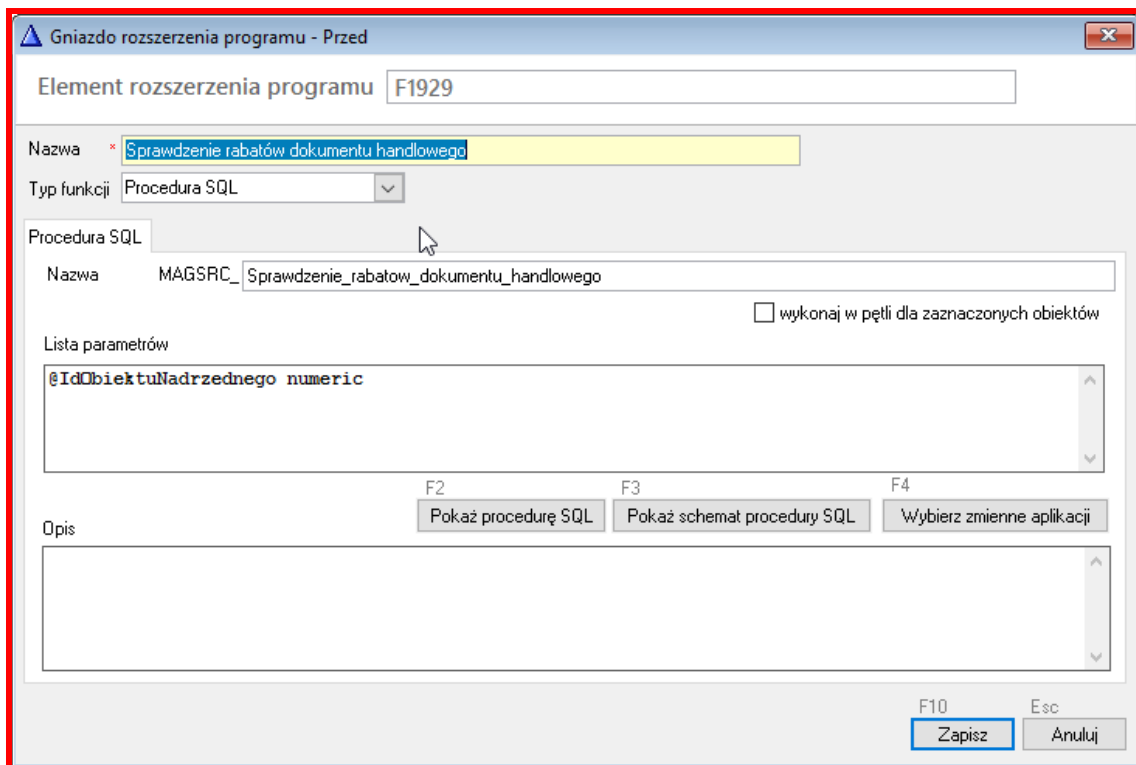 Gniazdo rozszerzenia programu - Przed
Element rozszerzenia programu F1929
Nazwa * Sprawdzenie rabatów dokumentu handlowego
Typ funkcji Procedura SQL
Procedura SQL
Nazwa MAGSRC_ Sprawdzenie_rabatow_dokumentu_handlowego
wykonaj w pętli dla zaznaczonych obiektów
Lista parametrów
@IdObiektuNadrzednego numeric
F2 F3 F4
Pokaż procedurę SQL Pokaż schemat procedury SQL Wybierz zmienne aplikacji
Opis
F10 Esc
Zapisz Anuluj